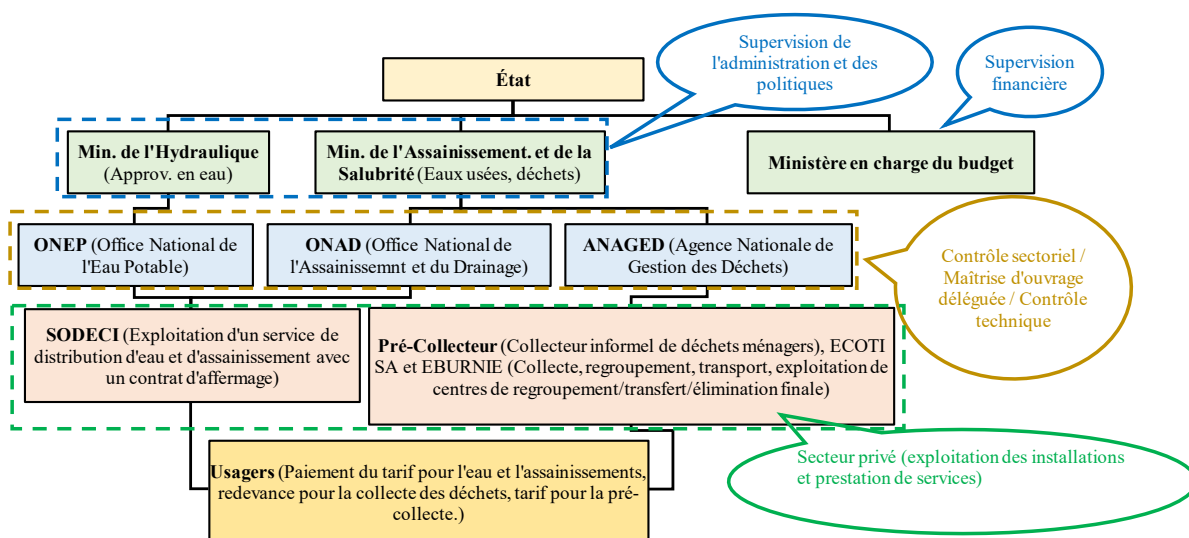 Supervision de
l'administration et des
politiques
Supervision
financière
État
Min. de l'Hydraulique
(Approv. en eau)
Min. de l'Assainissement. et de la
Salubrité (Eaux usées, déchets)
Ministère en charge du budget
ONEP (Office National de
l'Eau Potable)
ONAD (Office National de
l'Assainissemnt et du Drainage)
ANAGED (Agence Nationale de
Gestion des Déchets)
Contrôle sectoriel /
Maîtrise d'ouvrage
déléguée / Contrôle
technique
SODECI (Exploitation d'un service de
distribution d'eau et d'assainissement avec
un contrat d'affermage)
Pré-Collecteur (Collecteur informel de déchets ménagers), ECOTI
SA et EBURNIE (Collecte, regroupement, transport, exploitation de
centres de regroupement/transfert/élimination finale)
Usagers (Paiement du tarif pour l'eau et l'assainissements,
redevance pour la collecte des déchets, tarif pour la pré-
collecte.)
Secteur privé (exploitation des installations
et prestation de services)